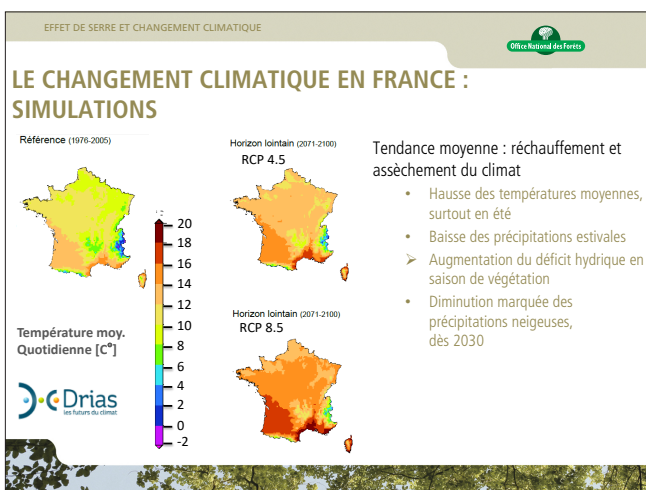 EFFET DE SERRE ET CHANGEMENT CLIMATIQUE
Office National des Forêts
LE CHANGEMENT CLIMATIQUE EN FRANCE :
SIMULATIONS
Référence (1976-2005)
Horizon lointain (2071-2100)
RCP 4.5
20
18
16
14
12
10
8
6
4
2
0
-2
Température moy.
Quotidienne [C°]
Drias
les futurs du climat
Horizon lointain (2071-2100)
RCP 8.5
Tendance moyenne : réchauffement et
assèchement du climat
• Hausse des températures moyennes,
surtout en été
• Baisse des précipitations estivales
➢ Augmentation du déficit hydrique en
saison de végétation
• Diminution marquée des
précipitations neigeuses,
dès 2030